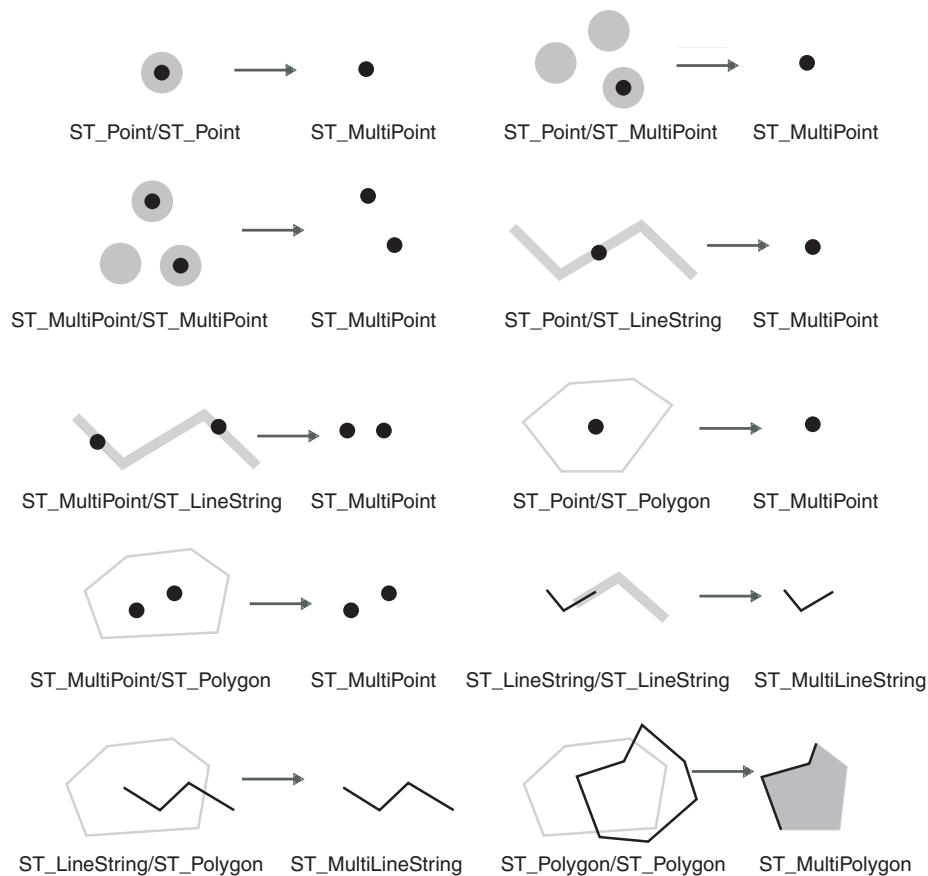 ST_Point/ST_Point ST_MultiPoint ST_Point/ST_MultiPoint ST_MultiPoint
ST_MultiPoint/ST_MultiPoint ST_MultiPoint ST_Point/ST_LineString ST_MultiPoint
ST_MultiPoint/ST_LineString ST_MultiPoint ST_Point/ST_Polygon ST_MultiPoint
ST_MultiPoint/ST_Polygon ST_MultiPoint ST_LineString/ST_LineString ST_MultiLineString
ST_LineString/ST_Polygon ST_MultiLineString ST_Polygon/ST_Polygon ST_MultiPolygon